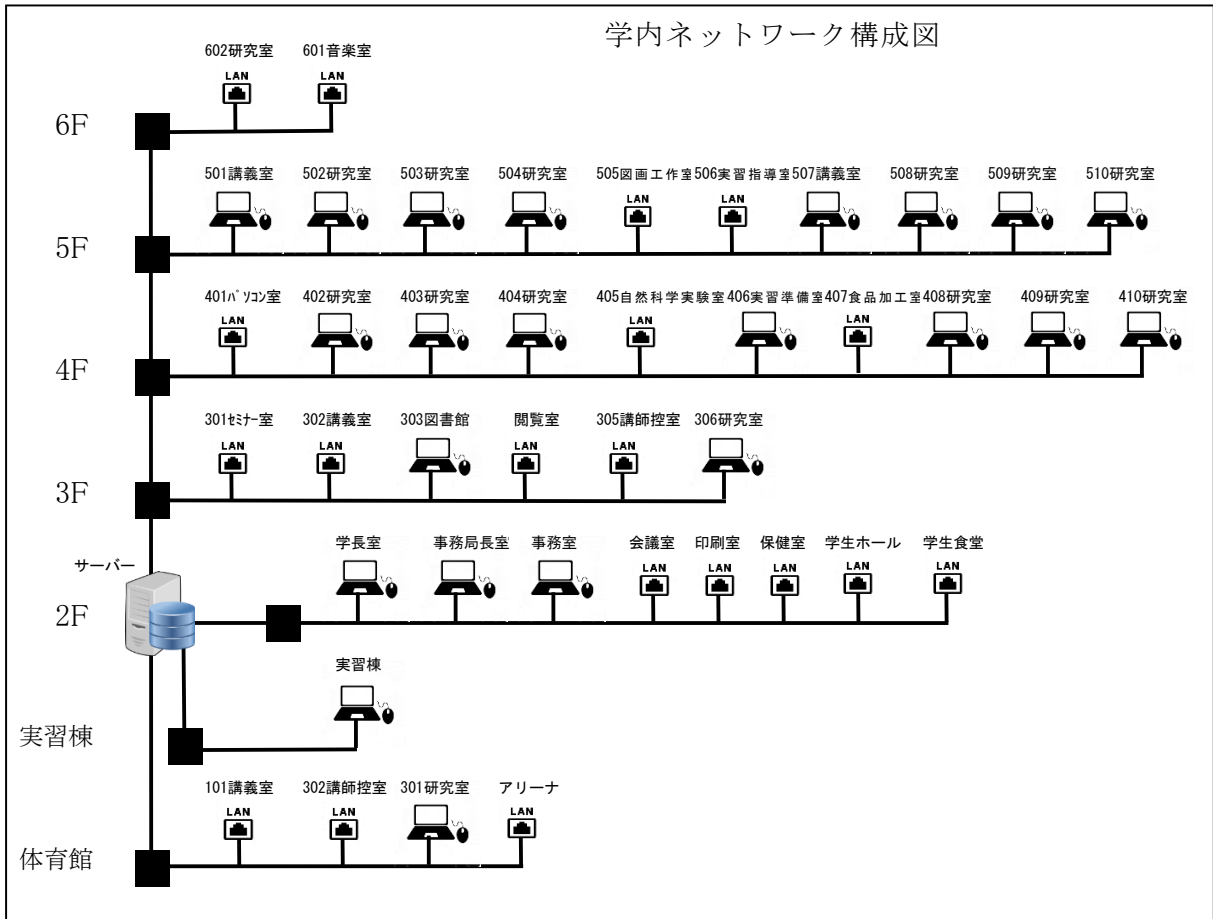 学内ネットワーク構成図
602研究室 601音楽室
LAN LAN
6F
501講義室 502研究室 503研究室 504研究室 505図画工作室 506実習指導室 507講義室 508研究室 509研究室 510研究室
LAN LAN
5F
401パソコン室 402研究室 403研究室 404研究室 405自然科学実験室 406実習準備室 407食品加工室 408研究室 409研究室 410研究室
LAN LAN LAN
4F
301セミナー室 302講義室 303図書館 閲覧室 305講師控室 306研究室
LAN LAN LAN LAN
3F
学長室 事務局長室 事務室 会議室 印刷室 保健室 学生ホール 学生食堂
サーバー
LAN LAN LAN LAN LAN
2F
実習棟
実習棟
101講義室 302講師控室 301研究室 アリーナ
LAN LAN LAN
体育館